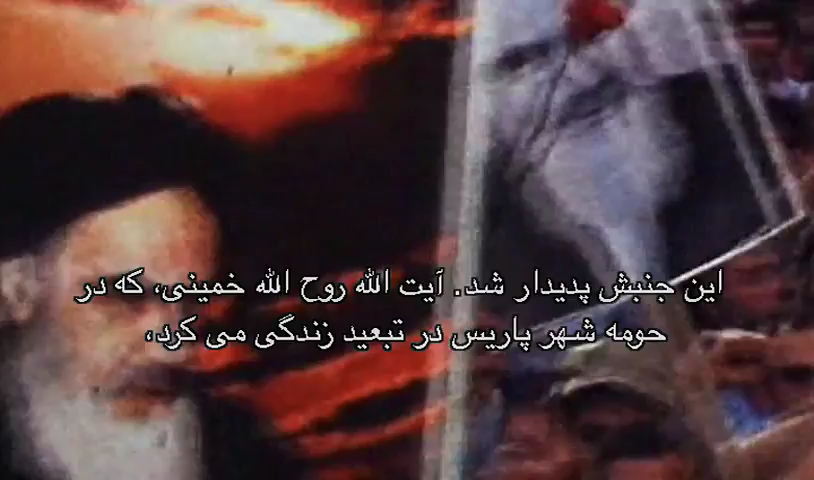 این جنبش پدیدار شد. آیت الله روح الله خمینی، که در
حومه شهر پاریس در تبعید زندگی می کرد،